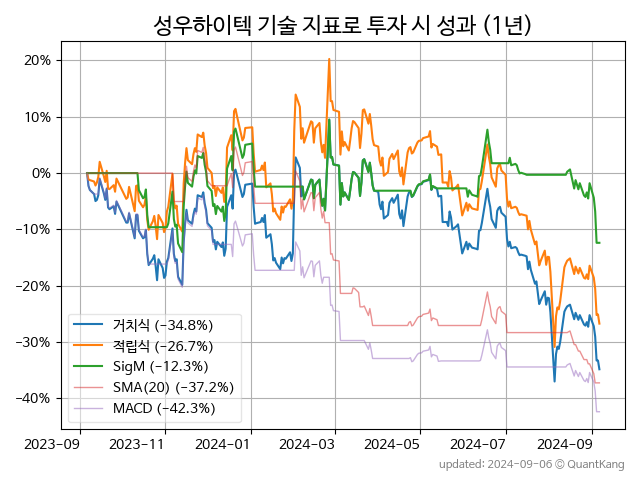 성우하이텍 기술 지표로 투자 시 성과 (1년)
20%
10%
0%
−10%
−20%
−30%
−40%
거치식 (−34.8%)
적립식 (−26.7%)
SigM (−12.3%)
SMA(20) (−37.2%)
MACD (−42.3%)
2023−09 2023−11 2024−01 2024−03 2024−05 2024−07 2024−09
updated: 2024−09−06 © QuantKang